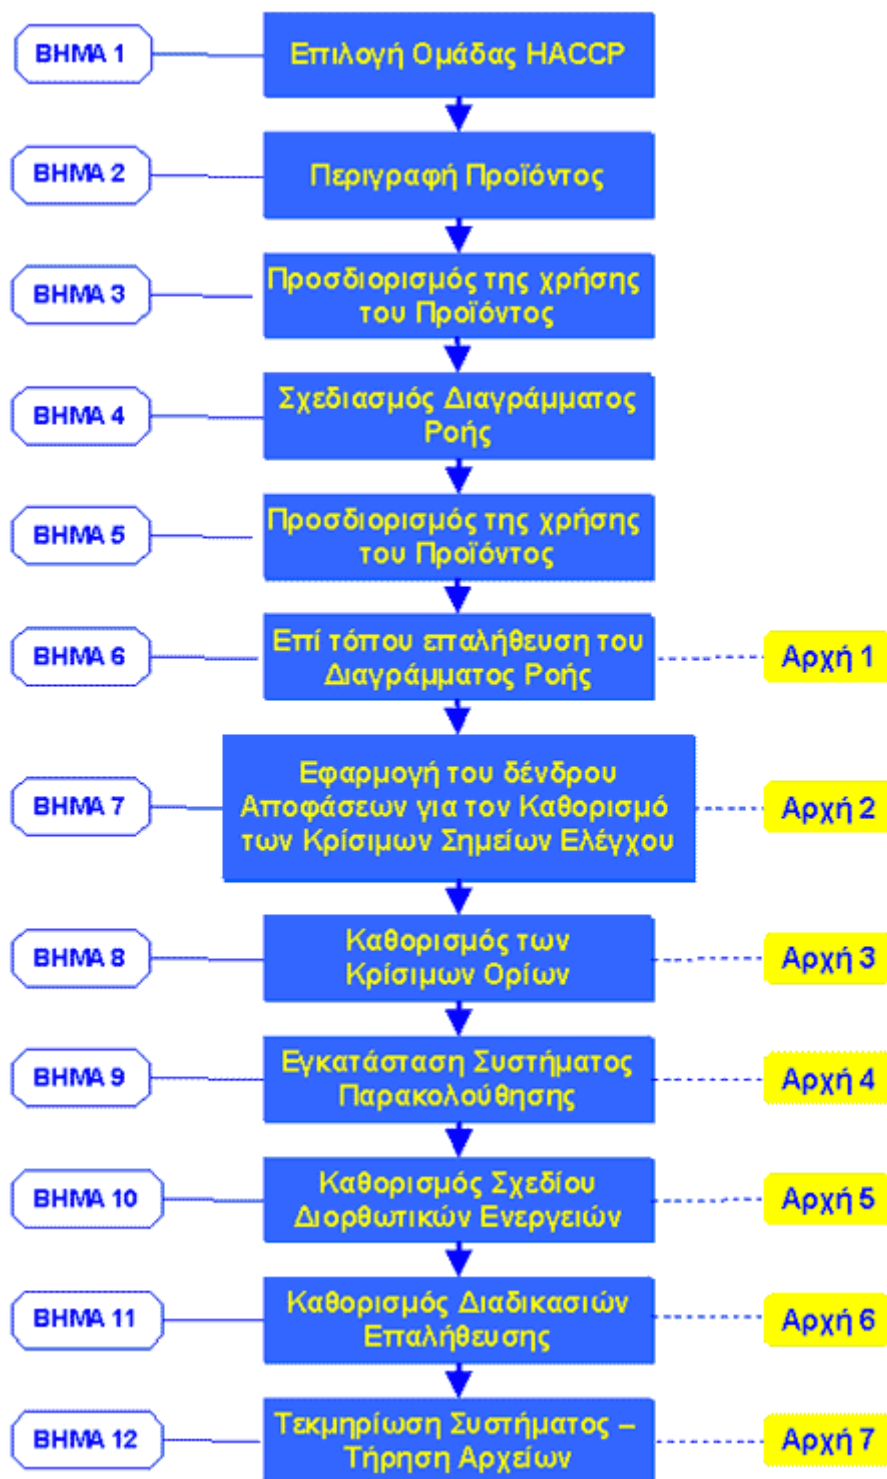 ΒΗΜΑ 1
Επιλογή Ομάδας HACCP
ΒΗΜΑ 2
Περιγραφή Προϊόντος
ΒΗΜΑ 3
Προσδιορισμός της χρήσης
του Προϊόντος
ΒΗΜΑ 4
Σχεδιασμός Διαγράμματος
Ροής
ΒΗΜΑ 5
Προσδιορισμός της χρήσης
του Προϊόντος
ΒΗΜΑ 6
Επί τόπου επαλήθευση του
Διαγράμματος Ροής
Αρχή 1
ΒΗΜΑ 7
Εφαρμογή του δένδρου
Αποφάσεων για τον Καθορισμό
των Κρίσιμων Σημείων Ελέγχου
Αρχή 2
ΒΗΜΑ 8
Καθορισμός των
Κρίσιμων Ορίων
Αρχή 3
ΒΗΜΑ 9
Εγκατάσταση Συστήματος
Παρακολούθησης
Αρχή 4
ΒΗΜΑ 10
Καθορισμός Σχεδίου
Διορθωτικών Ενεργειών
Αρχή 5
ΒΗΜΑ 11
Καθορισμός Διαδικασιών
Επαλήθευσης
Αρχή 6
ΒΗΜΑ 12
Τεκμηρίωση Συστήματος –
Τήρηση Αρχείων
Αρχή 7